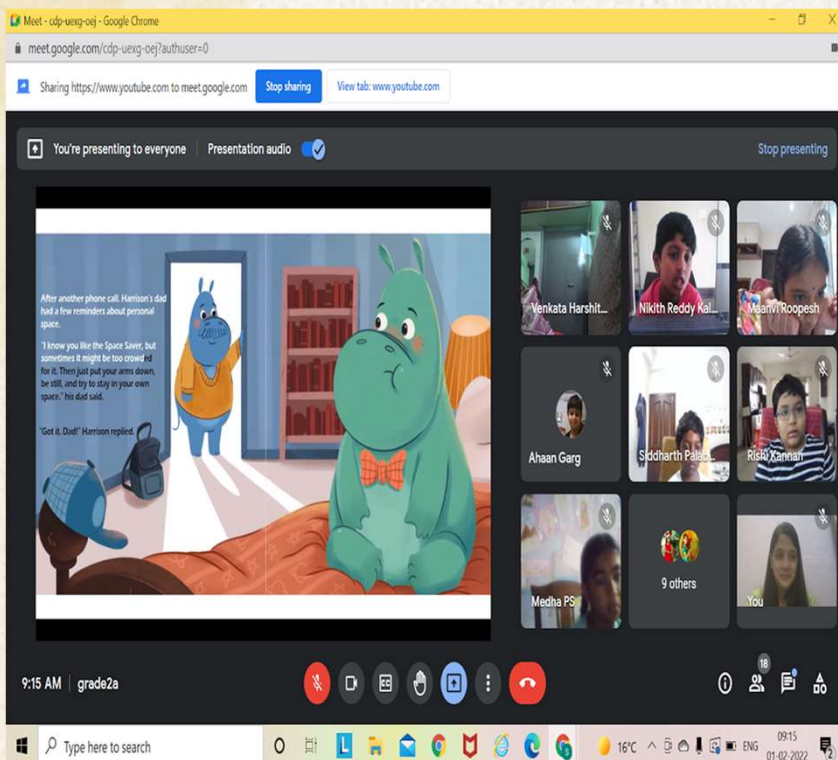 Meet - cdp-uexg-oej - Google Chrome
meet.google.com/cdp-uexg-oej?authuser=0
Sharing https://www.youtube.com to meet.google.com
Stop sharing
View tab: www.youtube.com
You're presenting to everyone
Presentation audio
Stop presenting
After another phone call, Harrison's dad
had a few reminders about personal
space.
"I know you like the Space Saver, but
sometimes it might be too crowded
for it. Then just put your arms down,
be still, and try to stay in your own
space," his dad said.
"Got it, Dad!" Harrison replied.
Venkata Harshit...
Nikith Reddy Kal...
Maanvi Roopesh
Ahaan Garg
Siddharth Palab...
Rishi Kannan
Medha PS
9 others
You
9:15 AM | grade2a
CC
18
Type here to search
L
16°C
ENG
09:15
01-02-2022
2